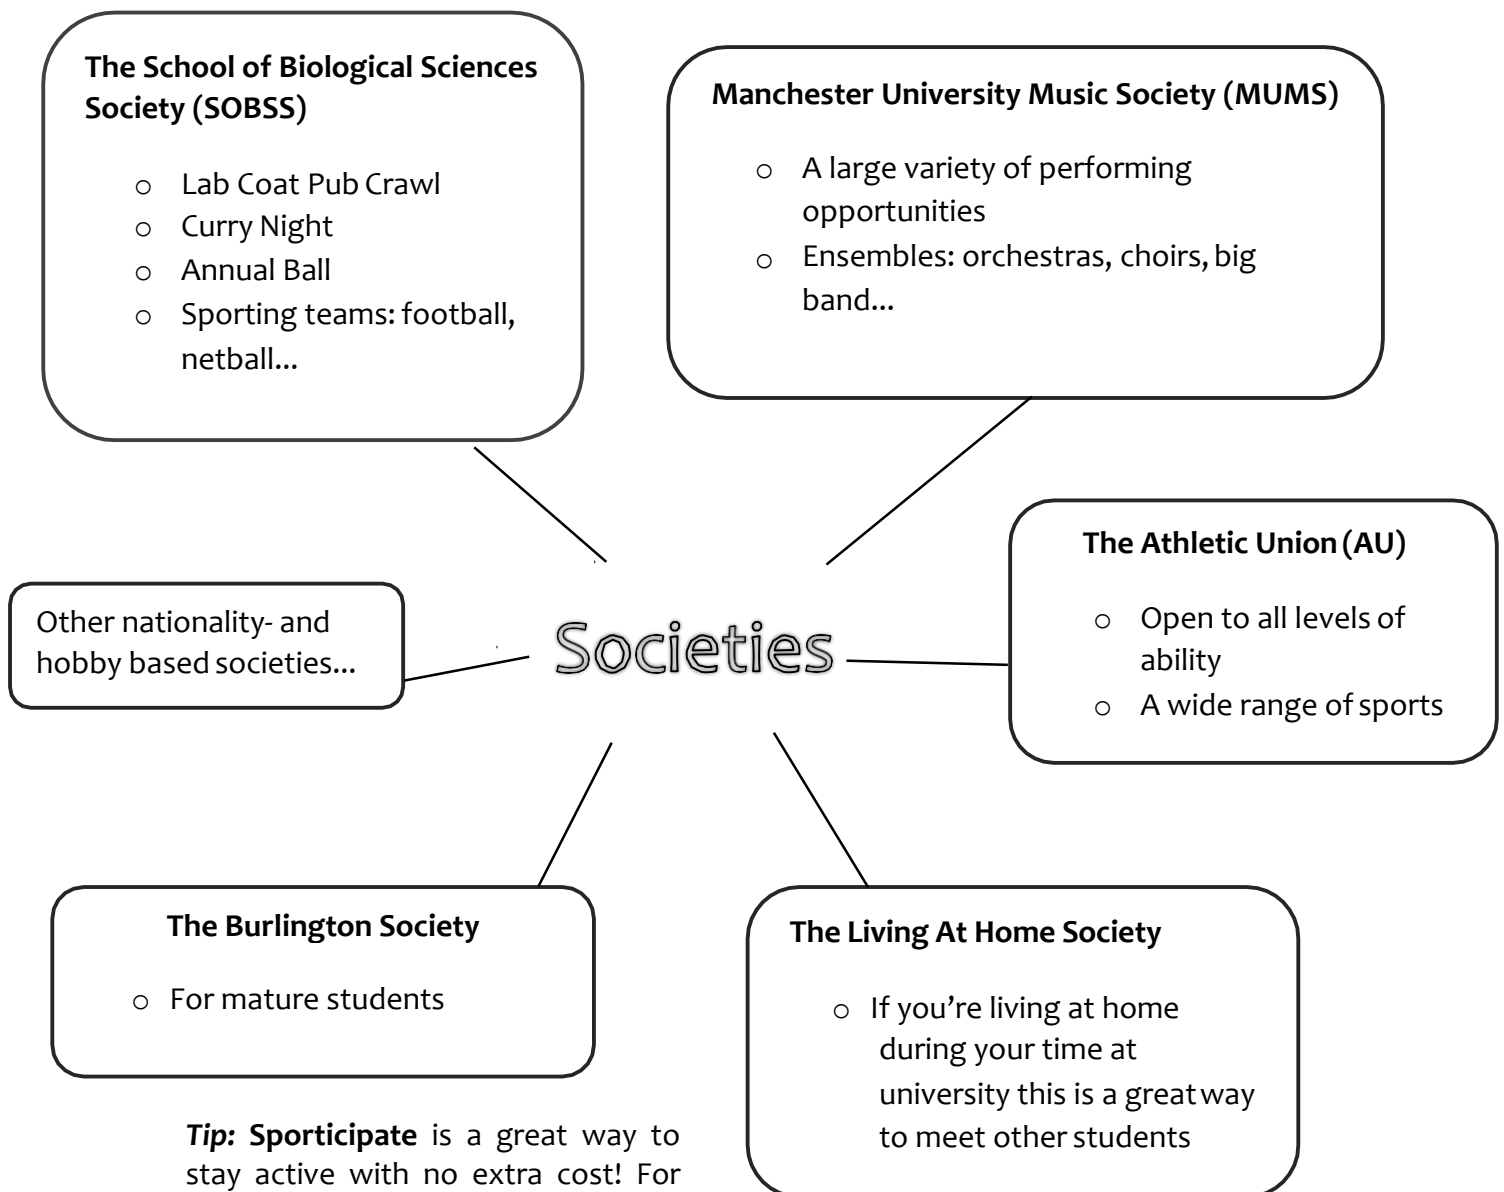 The School of Biological Sciences
Society (SOBSS)
o Lab Coat Pub Crawl
o Curry Night
o Annual Ball
o Sporting teams: football,
netball...
Manchester University Music Society (MUMS)
o A large variety of performing
opportunities
o Ensembles: orchestras, choirs, big
band...
The Athletic Union (AU)
o Open to all levels of
ability
o A wide range of sports
Other nationality- and
hobby based societies...
Societies
The Burlington Society
o For mature students
The Living At Home Society
o If you’re living at home
during your time at
university this is a great way
to meet other students
Tip: Sporticipate is a great way to
stay active with no extra cost! For